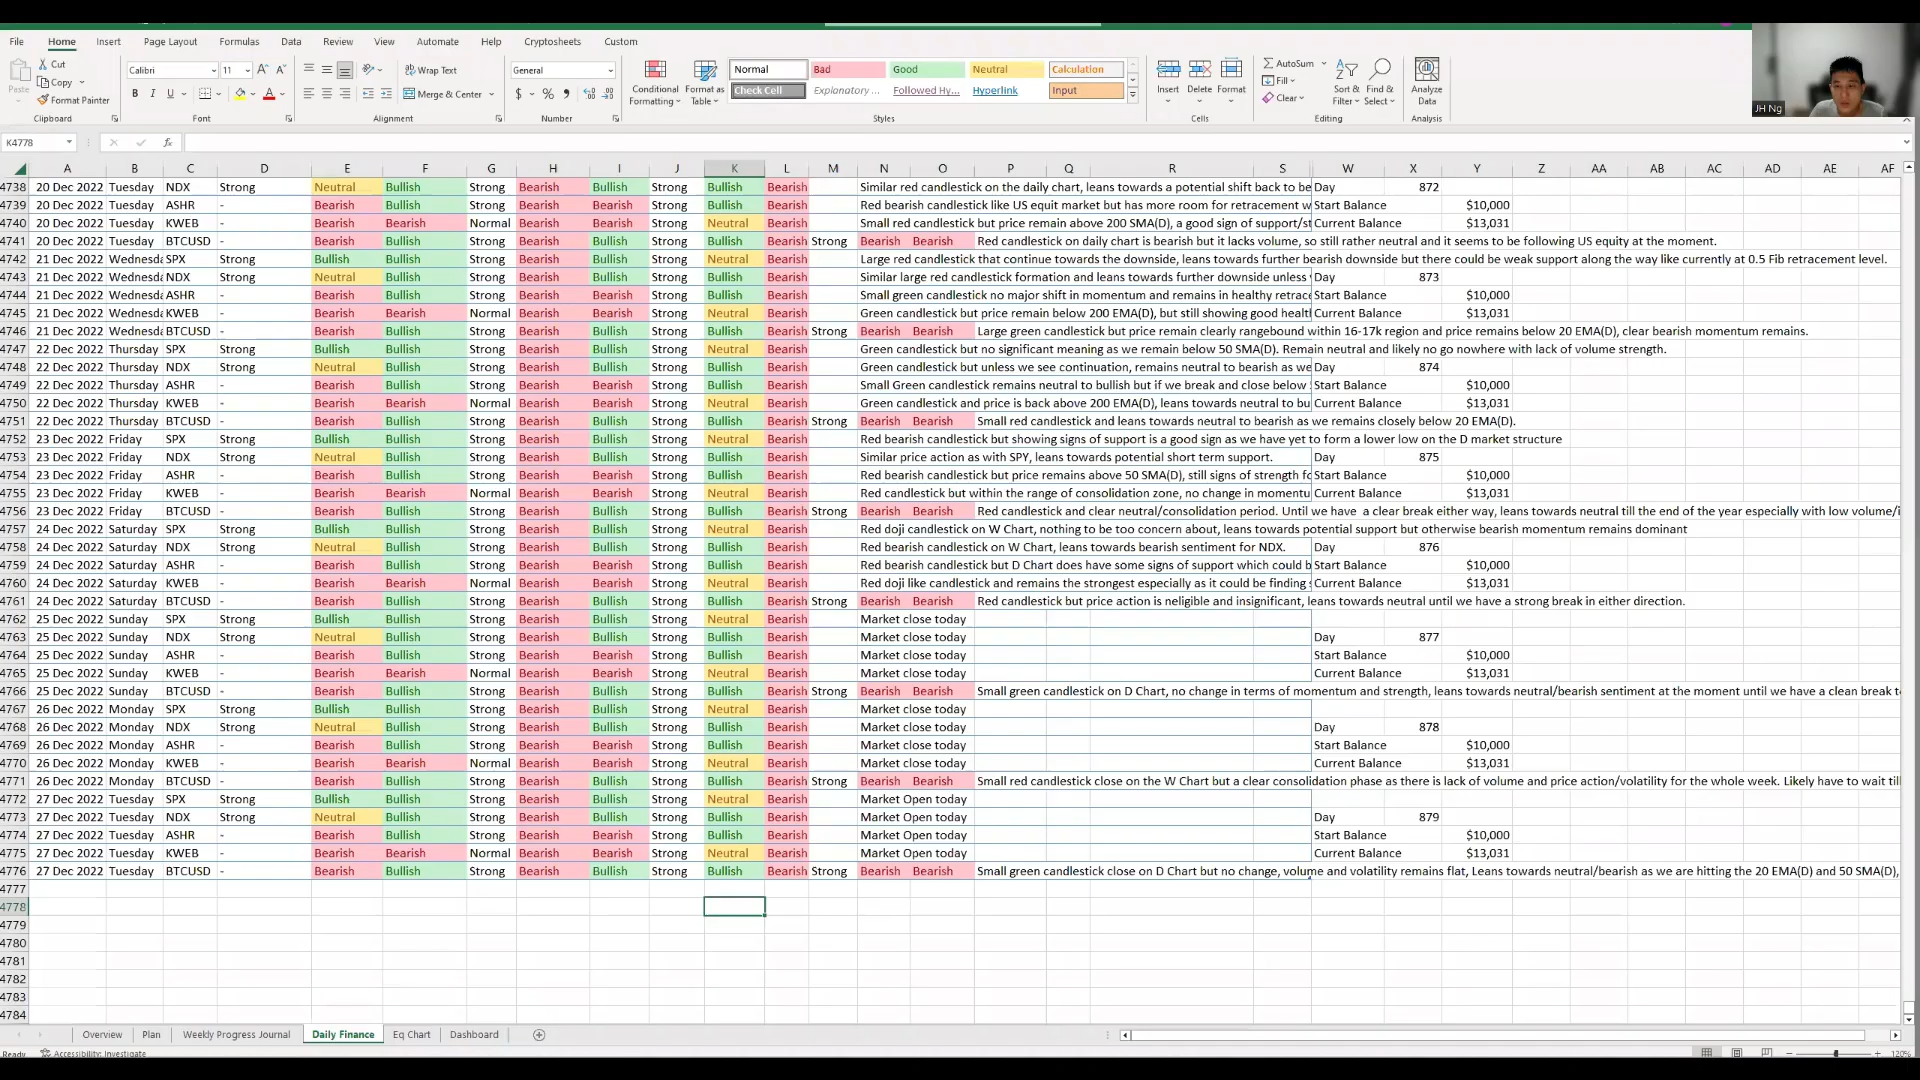 File Home Insert Page Layout Formulas Data Review View Automate Help Cryptosheets Custom
Cut
Copy
Format Painter
Paste
Clipboard
Calibri 11
Font
Wrap Text
Merge & Center
Alignment
General
Number
Conditional Formatting
Format as Table
Normal Bad Good Neutral Calculation
Check Cell Explanatory ... Followed Hy... Hyperlink Input
Styles
Insert Delete Format
Cells
AutoSum
Fill
Clear
Sort & Filter
Find & Select
Editing
Analyze Data
Analysis
JH Ng
K4778
A B C D E F G H I J K L M N O P Q R S W X Y Z AA AB AC AD AE AF
4738 20 Dec 2022 Tuesday NDX Strong Neutral Bullish Strong Bearish Bullish Strong Bullish Bearish Similar red candlestick on the daily chart, leans towards a potential shift back to be Day 872
4739 20 Dec 2022 Tuesday ASHR - Bearish Bullish Strong Bearish Bullish Strong Bullish Bearish Red bearish candlestick like US equit market but has more room for retracement w Start Balance $10,000
4740 20 Dec 2022 Tuesday KWEB - Bearish Bearish Normal Bearish Bullish Strong Neutral Bearish Small red candlestick but price remain above 200 SMA(D), a good sign of support/st Current Balance $13,031
4741 20 Dec 2022 Tuesday BTCUSD - Bearish Bullish Strong Bearish Bullish Strong Bullish Bearish Strong Bearish Bearish Red candlestick on daily chart is bearish but it lacks volume, so still rather neutral and it seems to be following US equity at the moment.
4742 21 Dec 2022 Wednesda SPX Strong Bullish Bullish Strong Bearish Bullish Strong Neutral Bearish Large red candlestick that continue towards the downside, leans towards further bearish downside but there could be weak support along the way like currently at 0.5 Fib retracement level.
4743 21 Dec 2022 Wednesda NDX Strong Neutral Bullish Strong Bearish Bullish Strong Bullish Bearish Similar large red candlestick formation and leans towards further downside unless Day 873
4744 21 Dec 2022 Wednesda ASHR - Bearish Bullish Strong Bearish Bearish Strong Bullish Bearish Small green candlestick no major shift in momentum and remains in healthy retrace Start Balance $10,000
4745 21 Dec 2022 Wednesda KWEB - Bearish Bearish Normal Bearish Bearish Strong Neutral Bearish Green candlestick but price remain below 200 EMA(D), but still showing good healt Current Balance $13,031
4746 21 Dec 2022 Wednesda BTCUSD - Bearish Bullish Strong Bearish Bullish Strong Bullish Bearish Strong Bearish Bearish Large green candlestick but price remain clearly rangebound within 16-17k region and price remains below 20 EMA(D), clear bearish momentum remains.
4747 22 Dec 2022 Thursday SPX Strong Bullish Bullish Strong Bearish Bullish Strong Neutral Bearish Green candlestick but no significant meaning as we remain below 50 SMA(D). Remain neutral and likely no go nowhere with lack of volume strength.
4748 22 Dec 2022 Thursday NDX Strong Neutral Bullish Strong Bearish Bullish Strong Bullish Bearish Green candlestick but unless we see continuation, remains neutral to bearish as we Day 874
4749 22 Dec 2022 Thursday ASHR - Bearish Bullish Strong Bearish Bearish Strong Bullish Bearish Small Green candlestick remains neutral to bullish but if we break and close below Start Balance $10,000
4750 22 Dec 2022 Thursday KWEB - Bearish Bearish Normal Bearish Bearish Strong Neutral Bearish Green candlestick and price is back above 200 EMA(D), leans towards neutral to bu Current Balance $13,031
4751 22 Dec 2022 Thursday BTCUSD - Bearish Bullish Strong Bearish Bullish Strong Bullish Bearish Strong Bearish Bearish Small red candlestick and leans towards neutral to bearish as we remains closely below 20 EMA(D).
4752 23 Dec 2022 Friday SPX Strong Bullish Bullish Strong Bearish Bullish Strong Neutral Bearish Red bearish candlestick but showing signs of support is a good sign as we have yet to form a lower low on the D market structure
4753 23 Dec 2022 Friday NDX Strong Neutral Bullish Strong Bearish Bullish Strong Bullish Bearish Similar price action as with SPY, leans towards potential short term support. Day 875
4754 23 Dec 2022 Friday ASHR - Bearish Bullish Strong Bearish Bearish Strong Bullish Bearish Red bearish candlestick but price remains above 50 SMA(D), still signs of strength fo Start Balance $10,000
4755 23 Dec 2022 Friday KWEB - Bearish Bearish Normal Bearish Bearish Strong Neutral Bearish Red candlestick but within the range of consolidation zone, no change in momentu Current Balance $13,031
4756 23 Dec 2022 Friday BTCUSD - Bearish Bullish Strong Bearish Bullish Strong Bullish Bearish Strong Bearish Bearish Red candlestick and clear neutral/consolidation period. Until we have a clear break either way, leans towards neutral till the end of the year especially with low volume/i
4757 24 Dec 2022 Saturday SPX Strong Bullish Bullish Strong Bearish Bullish Strong Neutral Bearish Red doji candlestick on W Chart, nothing to be too concern about, leans towards potential support but otherwise bearish momentum remains dominant
4758 24 Dec 2022 Saturday NDX Strong Neutral Bullish Strong Bearish Bullish Strong Bullish Bearish Red bearish candlestick on W Chart, leans towards bearish sentiment for NDX. Day 876
4759 24 Dec 2022 Saturday ASHR - Bearish Bullish Strong Bearish Bearish Strong Bullish Bearish Red bearish candlestick but D Chart does have some signs of support which could b Start Balance $10,000
4760 24 Dec 2022 Saturday KWEB - Bearish Bearish Normal Bearish Bearish Strong Neutral Bearish Red doji like candlestick and remains the strongest especially as it could be finding Current Balance $13,031
4761 24 Dec 2022 Saturday BTCUSD - Bearish Bullish Strong Bearish Bullish Strong Bullish Bearish Strong Bearish Bearish Red candlestick but price action is neligible and insignificant, leans towards neutral until we have a strong break in either direction.
4762 25 Dec 2022 Sunday SPX Strong Bullish Bullish Strong Bearish Bullish Strong Neutral Bearish Market close today
4763 25 Dec 2022 Sunday NDX Strong Neutral Bullish Strong Bearish Bullish Strong Bullish Bearish Market close today Day 877
4764 25 Dec 2022 Sunday ASHR - Bearish Bullish Strong Bearish Bearish Strong Bullish Bearish Market close today Start Balance $10,000
4765 25 Dec 2022 Sunday KWEB - Bearish Bearish Normal Bearish Bearish Strong Neutral Bearish Market close today Current Balance $13,031
4766 25 Dec 2022 Sunday BTCUSD - Bearish Bullish Strong Bearish Bullish Strong Bullish Bearish Strong Bearish Bearish Small green candlestick on D Chart, no change in terms of momentum and strength, leans towards neutral/bearish sentiment at the moment until we have a clean break t
4767 26 Dec 2022 Monday SPX Strong Bullish Bullish Strong Bearish Bullish Strong Neutral Bearish Market close today
4768 26 Dec 2022 Monday NDX Strong Neutral Bullish Strong Bearish Bullish Strong Bullish Bearish Market close today Day 878
4769 26 Dec 2022 Monday ASHR - Bearish Bullish Strong Bearish Bearish Strong Bullish Bearish Market close today Start Balance $10,000
4770 26 Dec 2022 Monday KWEB - Bearish Bearish Normal Bearish Bearish Strong Neutral Bearish Market close today Current Balance $13,031
4771 26 Dec 2022 Monday BTCUSD - Bearish Bullish Strong Bearish Bullish Strong Bullish Bearish Strong Bearish Bearish Small red candlestick close on the W Chart but a clear consolidation phase as there is lack of volume and price action/volatility for the whole week. Likely have to wait till
4772 27 Dec 2022 Tuesday SPX Strong Bullish Bullish Strong Bearish Bullish Strong Neutral Bearish Market Open today
4773 27 Dec 2022 Tuesday NDX Strong Neutral Bullish Strong Bearish Bullish Strong Bullish Bearish Market Open today Day 879
4774 27 Dec 2022 Tuesday ASHR - Bearish Bullish Strong Bearish Bearish Strong Bullish Bearish Market Open today Start Balance $10,000
4775 27 Dec 2022 Tuesday KWEB - Bearish Bearish Normal Bearish Bearish Strong Neutral Bearish Market Open today Current Balance $13,031
4776 27 Dec 2022 Tuesday BTCUSD - Bearish Bullish Strong Bearish Bullish Strong Bullish Bearish Strong Bearish Bearish Small green candlestick close on D Chart but no change, volume and volatility remains flat, Leans towards neutral/bearish as we are hitting the 20 EMA(D) and 50 SMA(D),
4777
4778
4779
4780
4781
4782
4783
4784
Overview Plan Weekly Progress Journal Daily Finance Eq Chart Dashboard
Ready Accessibility: Investigate 120%